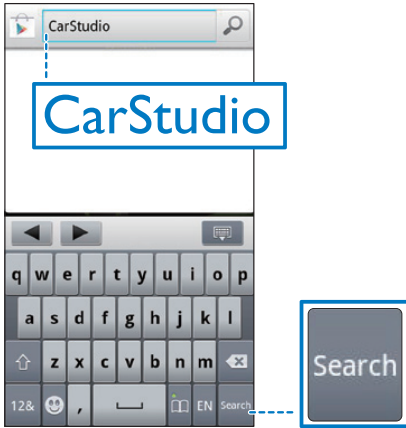 CarStudio
CarStudio
q w e r t y u i o p
a s d f g h j k l
z x c v b n m
12& , EN Search
Search